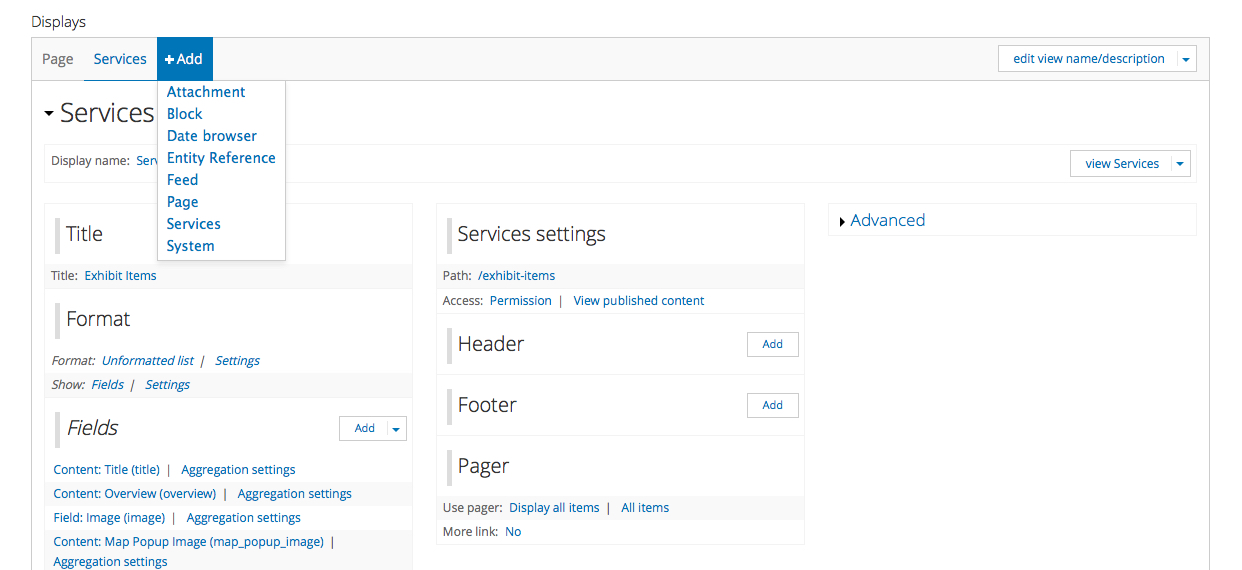 Displays
Page Services +Add edit view name/description
Attachment
Block
Date browser
Entity Reference
Feed
Page
Services
System
Services
Display name: Serv view Services
Title
Title: Exhibit Items
Format
Format: Unformatted list | Settings
Show: Fields | Settings
Fields Add
Content: Title (title) | Aggregation settings
Content: Overview (overview) | Aggregation settings
Field: Image (image) | Aggregation settings
Content: Map Popup Image (map_popup_image) |
Aggregation settings
Services settings
Path: /exhibit-items
Access: Permission | View published content
Header Add
Footer Add
Pager
Use pager: Display all items | All items
More link: No
Advanced